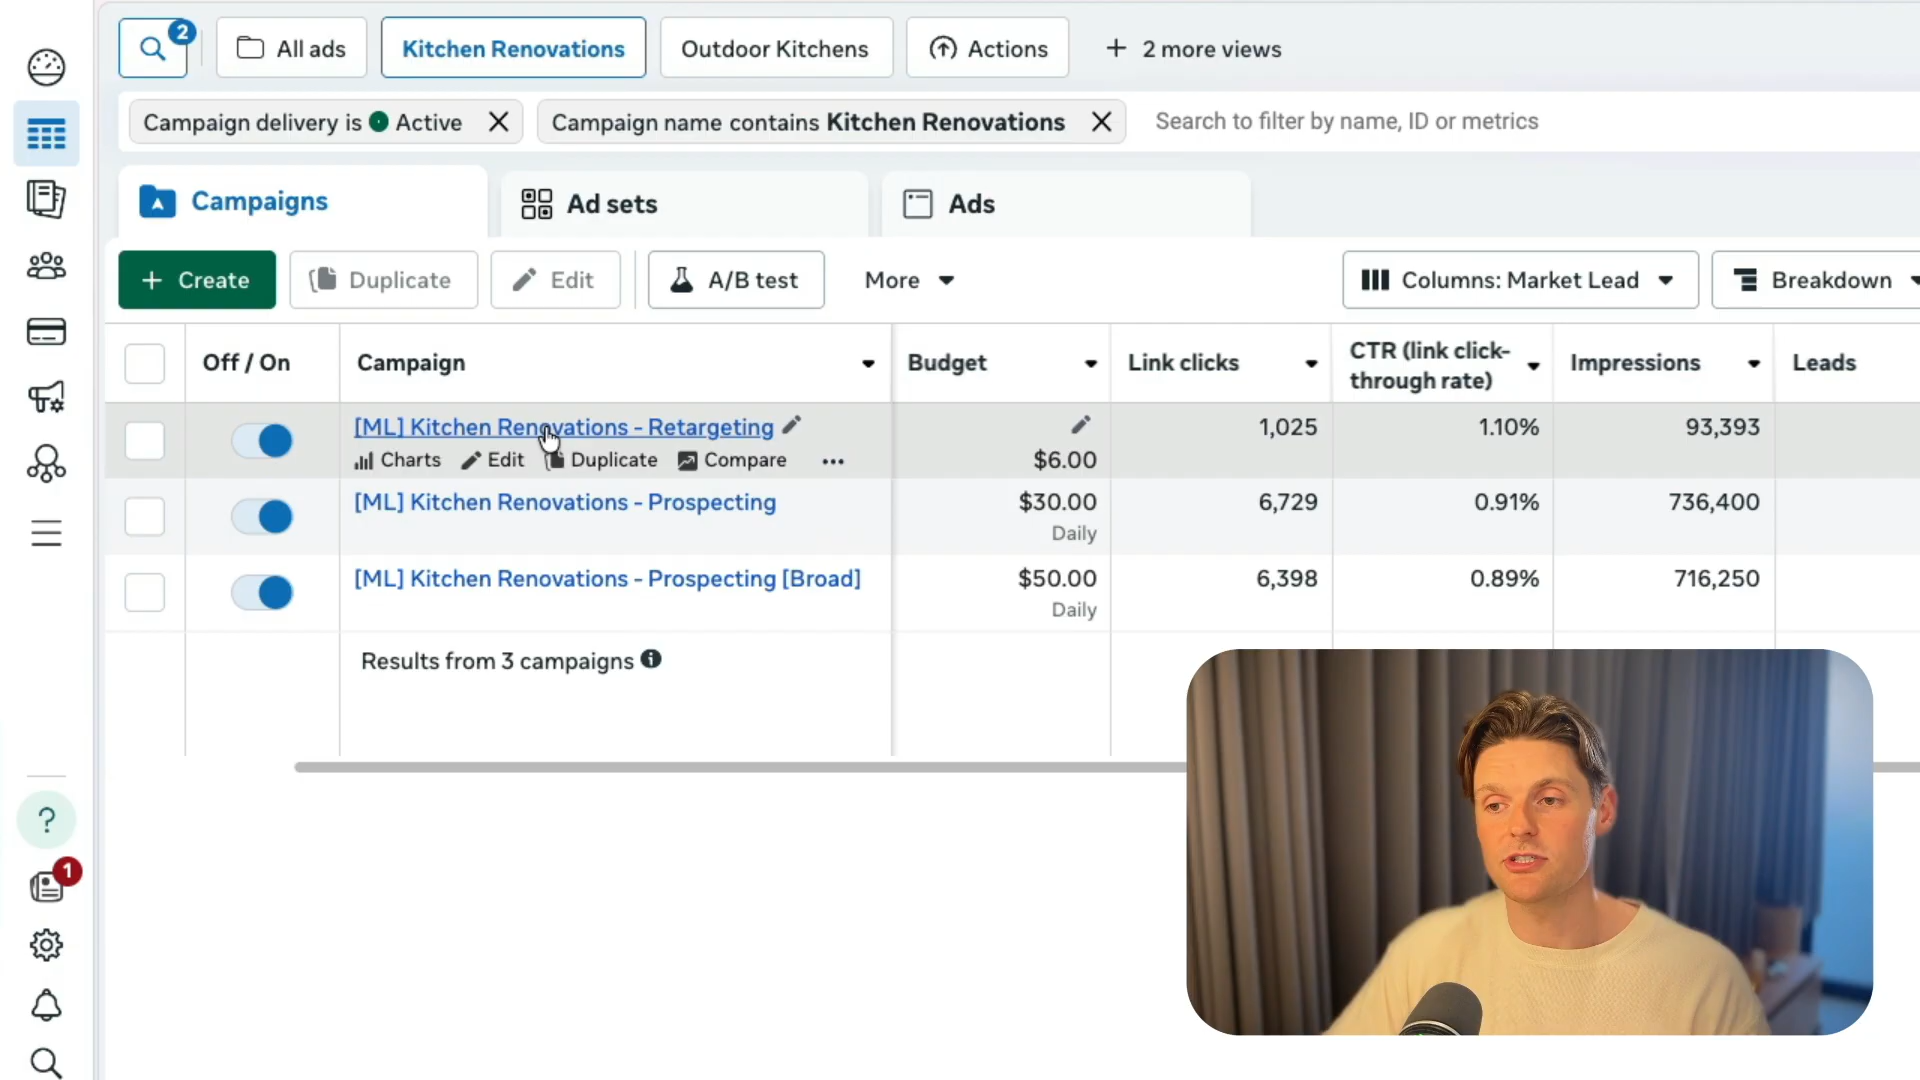 2
All ads
Kitchen Renovations
Outdoor Kitchens
Actions
+ 2 more views
Campaign delivery is Active
Campaign name contains Kitchen Renovations
Search to filter by name, ID or metrics
Campaigns
Ad sets
Ads
+ Create
Duplicate
Edit
A/B test
More
Columns: Market Lead
Breakdown
Off / On
Campaign
Budget
Link clicks
CTR (link click-
through rate)
Impressions
Leads
[ML] Kitchen Renovations - Retargeting
1,025
1.10%
93,393
Charts
Edit
Duplicate
Compare
...
$6.00
[ML] Kitchen Renovations - Prospecting
$30.00
6,729
0.91%
736,400
Daily
[ML] Kitchen Renovations - Prospecting [Broad]
$50.00
6,398
0.89%
716,250
Daily
Results from 3 campaigns
?
1